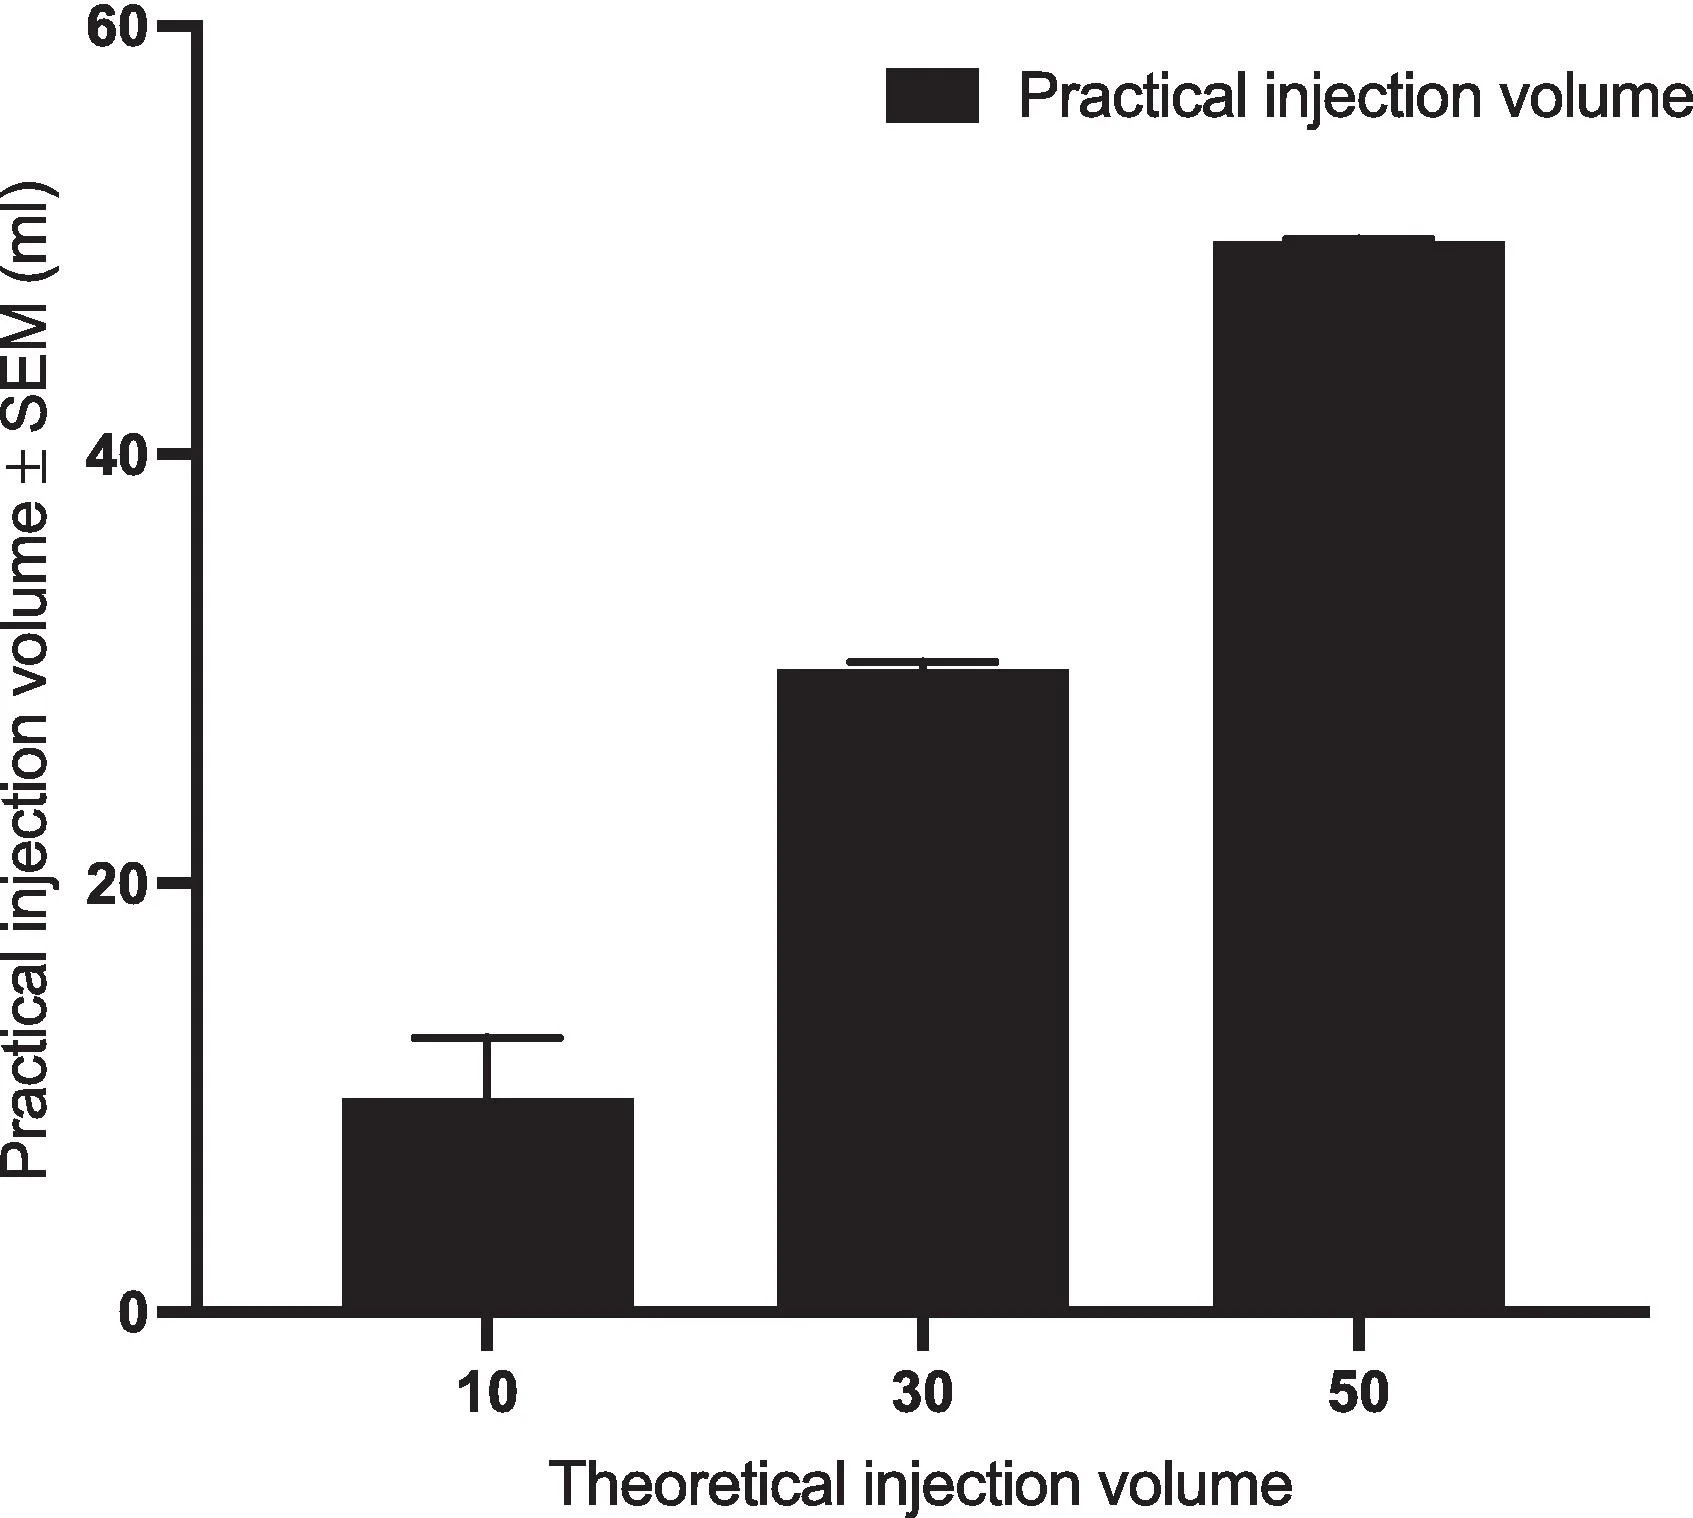 60
Practical injection volume
40
20
0
Practical injection volume ± SEM (ml)
10 30 50
Theoretical injection volume